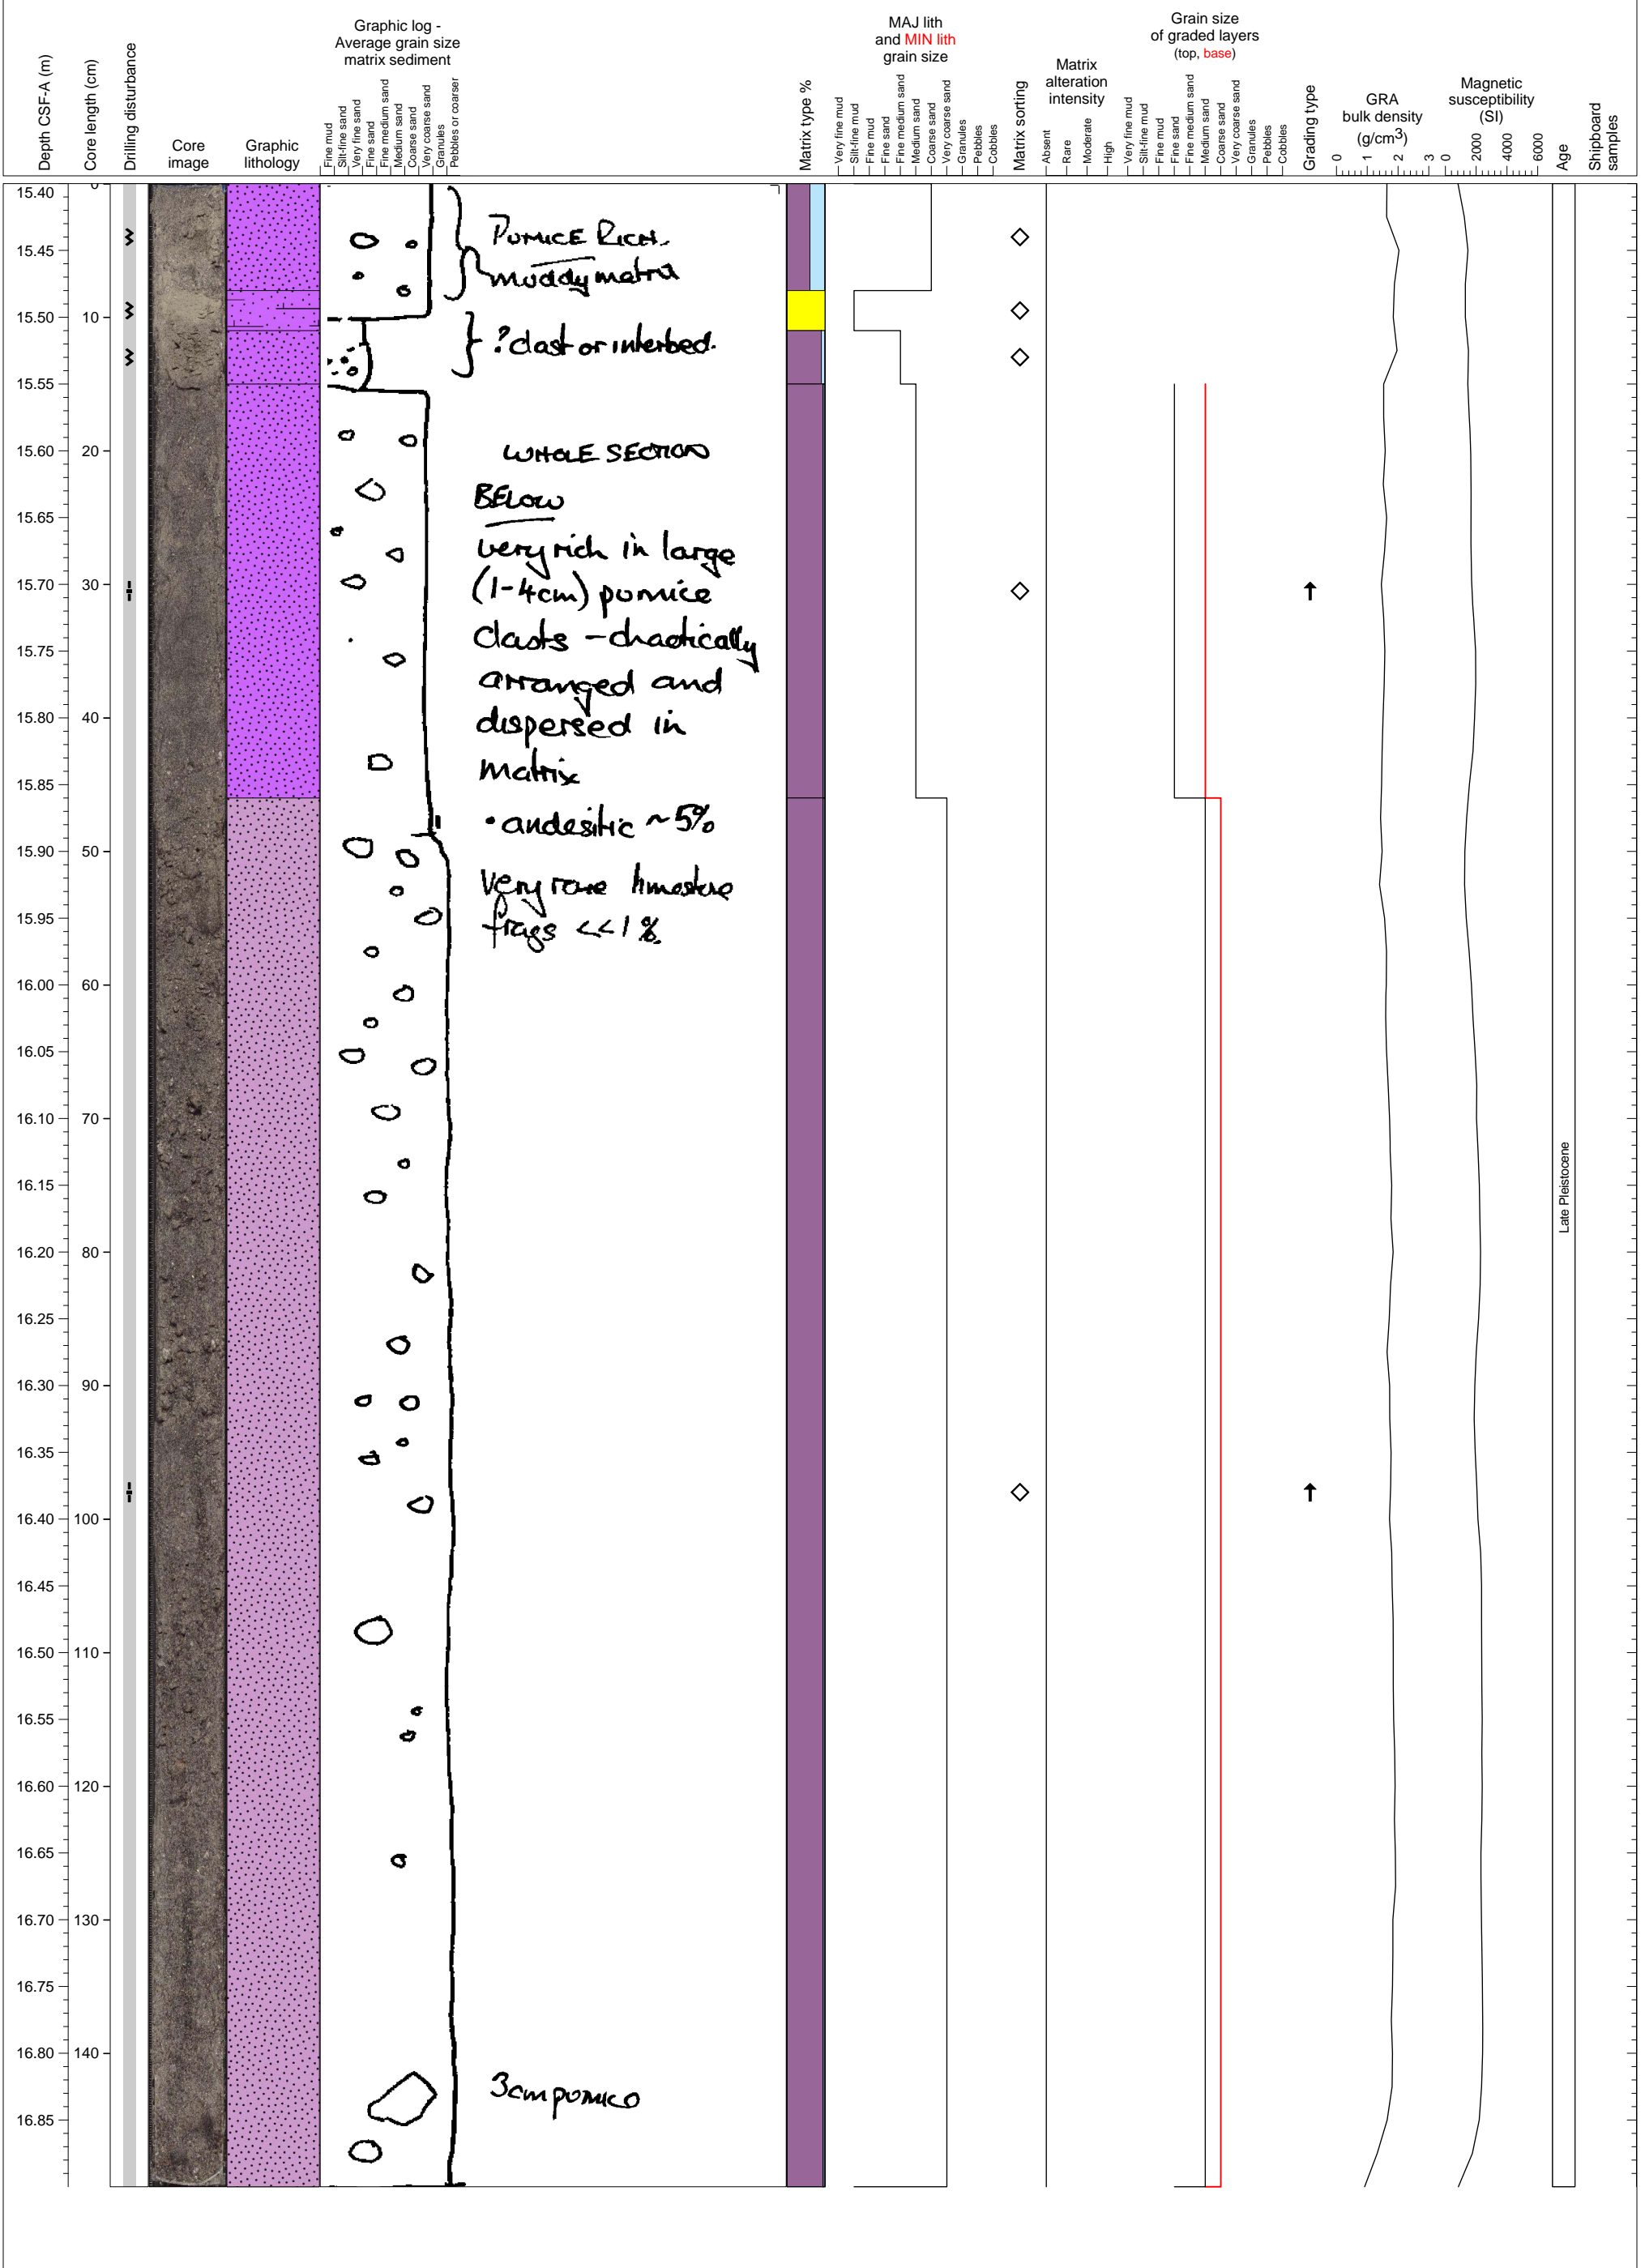 Graphic log -
Average grain size
matrix sediment
MAJ lith
and MIN lith
grain size
Grain size
of graded layers
(top, base)
Matrix
alteration
intensity
GRA
bulk density
(g/cm3)
Magnetic
susceptibility
(SI)
Depth CSF-A (m)
Core length (cm)
Drilling disturbance
Core
image
Graphic
lithology
Fine mud
Silt-fine sand
Very fine sand
Fine sand
Fine medium sand
Medium sand
Coarse sand
Very coarse sand
Granules
Pebbles or coarser
Matrix type %
Very fine mud
Silt-fine mud
Fine mud
Fine sand
Fine medium sand
Medium sand
Coarse sand
Very coarse sand
Granules
Pebbles
Cobbles
Matrix sorting
Absent
Rare
Moderate
High
Very fine mud
Silt-fine mud
Fine mud
Fine sand
Fine medium sand
Medium sand
Coarse sand
Very coarse sand
Granules
Pebbles
Cobbles
Grading type
0 1 2 3
0 2000 4000 6000
Age
Shipboard
samples
15.40 0
15.45
15.50 10
15.55
15.60 20
15.65
15.70 30
15.75
15.80 40
15.85
15.90 50
15.95
16.00 60
16.05
16.10 70
16.15
16.20 80
16.25
16.30 90
16.35
16.40 100
16.45
16.50 110
16.55
16.60 120
16.65
16.70 130
16.75
16.80 140
16.85
PUMICE RICH.
muddy matrix
? clast or interbed.
WHOLE SECTION
BELOW
very rich in large
(1-4cm) pumice
clasts - chaotically
arranged and
dispersed in
matrix
• andesitic ~5%
Very rare limestone
frags <<1%
3cm pumice
Late Pleistocene